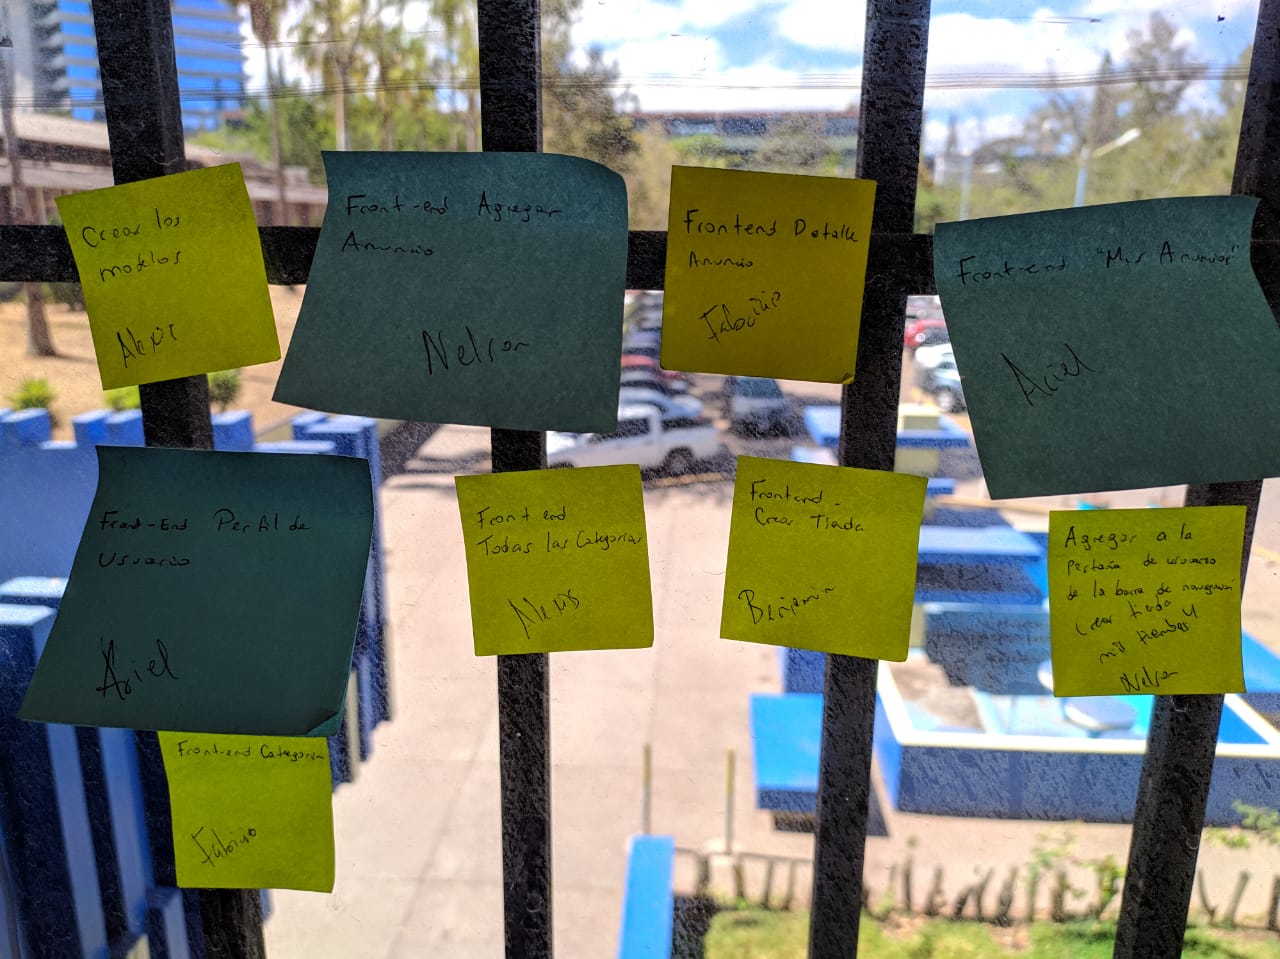 Crear los
modelos
Alexis
Front-end Agregar
Anuncio
Nelson
Frontend Detalle
Anuncio
Fabricio
Front-end "Mis Anuncios"
Ariel
Front-End Perfil de
Usuario
Ariel
Front end
Todas las Categorias
Alexis
Frontend
Crear Tienda
Benjamin
Agregar a la
Pestaña de usuario
de la barra de navegación
Crear tienda y
mis tiendas
Nelson
Front-end Categoria
Fabricio